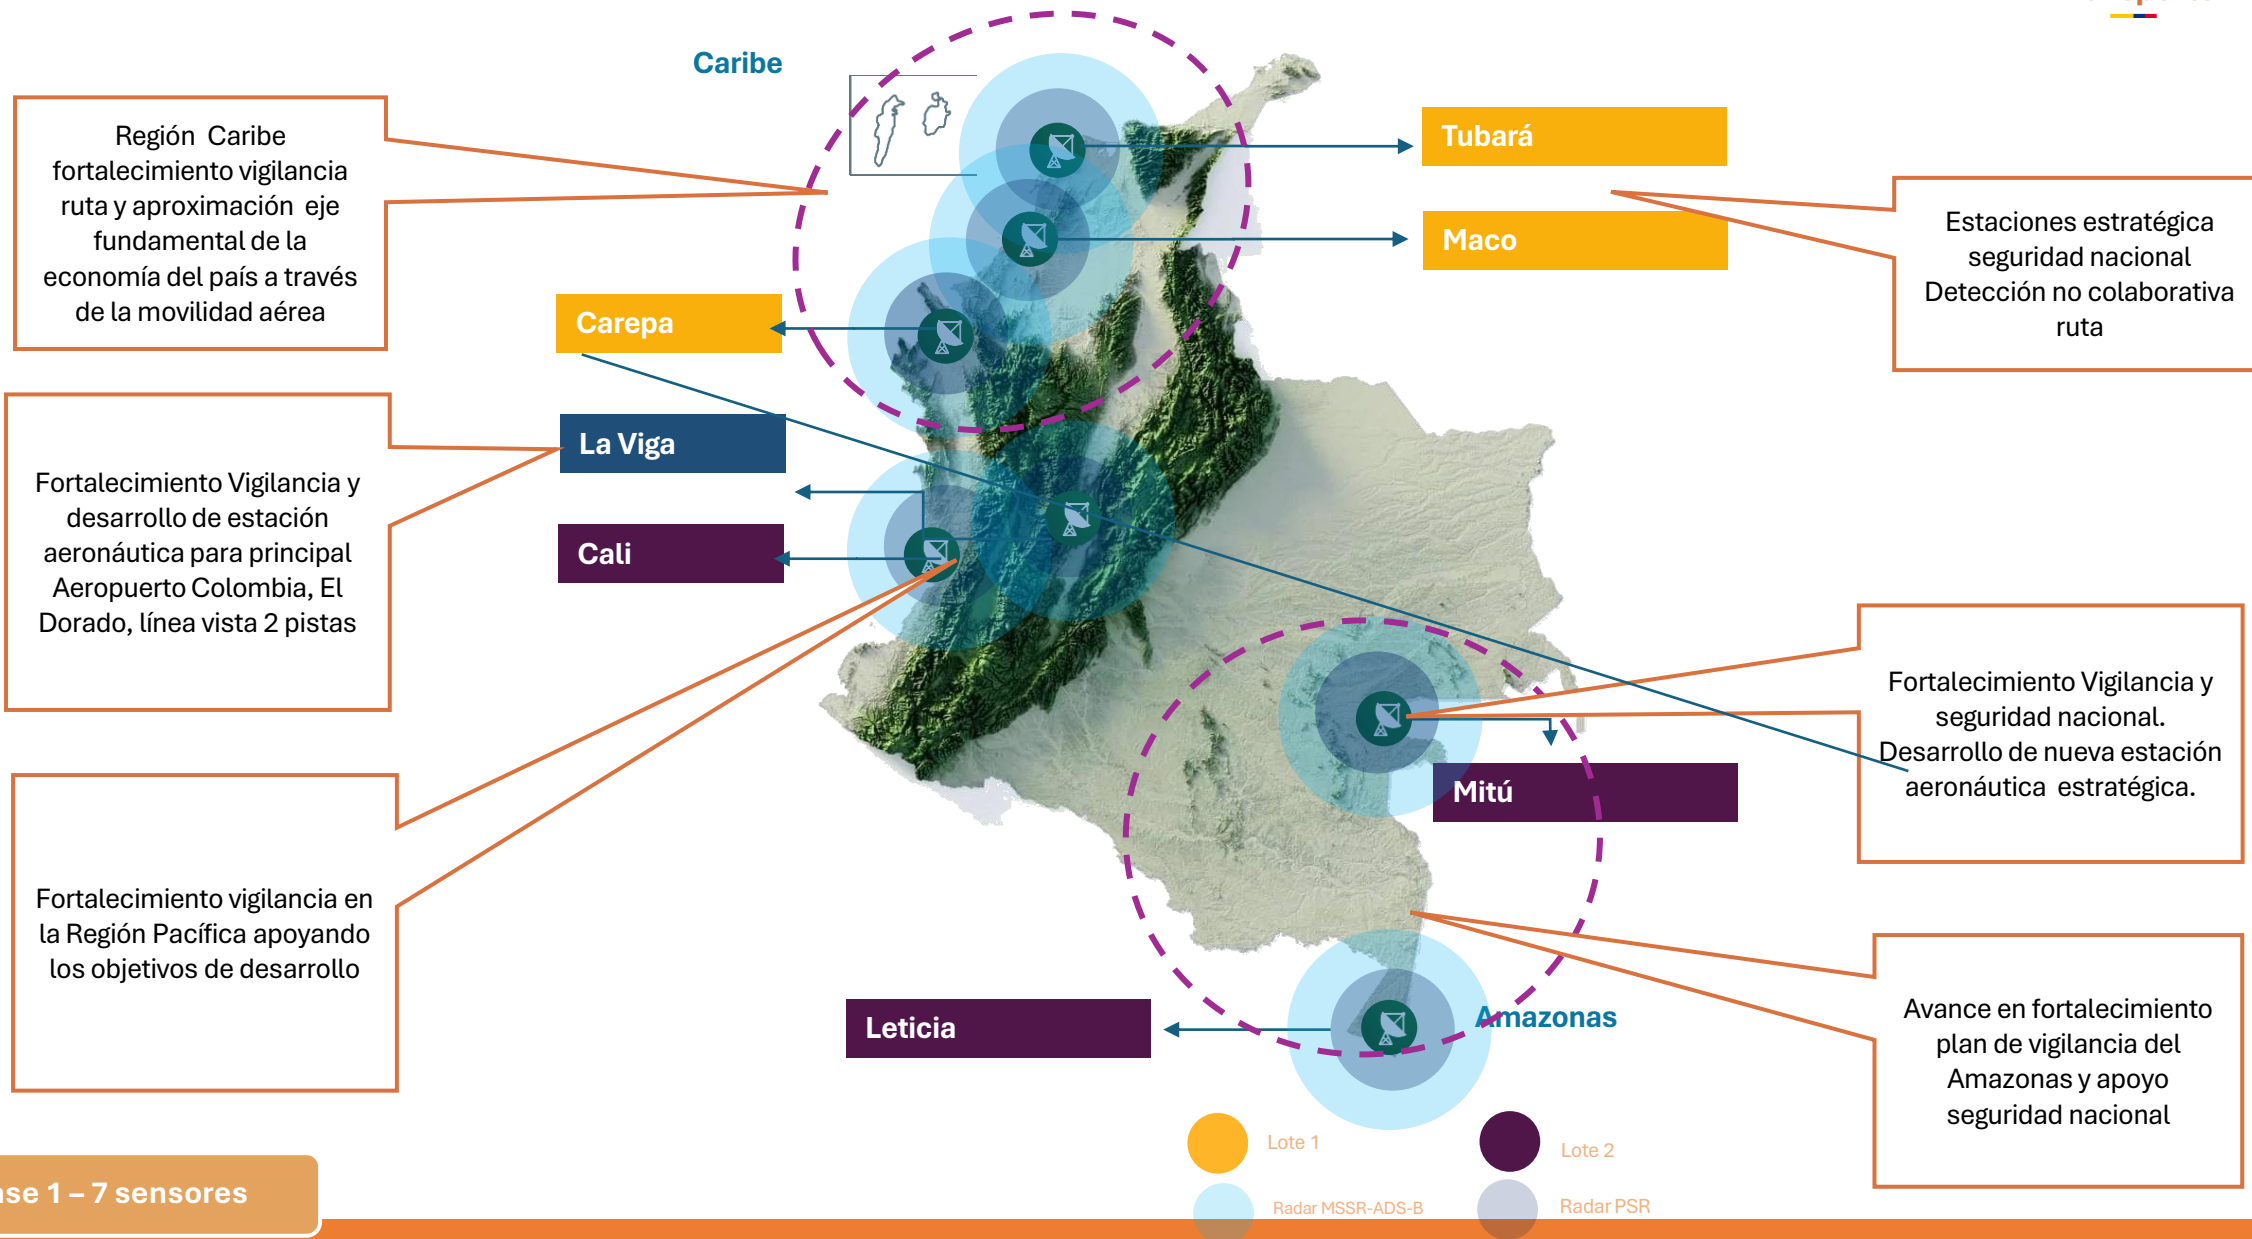 Caribe
Región Caribe
fortalecimiento vigilancia
ruta y aproximación eje
fundamental de la
economía del país a través
de la movilidad aérea
Tubará
Maco
Estaciones estratégica
seguridad nacional
Detección no colaborativa
ruta
Carepa
La Viga
Cali
Fortalecimiento Vigilancia y
desarrollo de estación
aeronáutica para principal
Aeropuerto Colombia, El
Dorado, línea vista 2 pistas
Fortalecimiento Vigilancia y
seguridad nacional.
Desarrollo de nueva estación
aeronáutica estratégica.
Mitú
Fortalecimiento vigilancia en
la Región Pacífica apoyando
los objetivos de desarrollo
Leticia
Amazonas
Avance en fortalecimiento
plan de vigilancia del
Amazonas y apoyo
seguridad nacional
Lote 1
Lote 2
Radar MSSR-ADS-B
Radar PSR
1 – 7 sensores